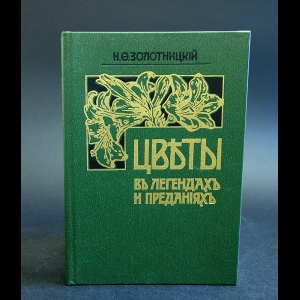 Н.Ѳ.ЗОЛОТНИЦКІЙ
ЦВѢТЫ
ВЪ ЛЕГЕНДАХЪ
И ПРЕДАНІЯХЪ